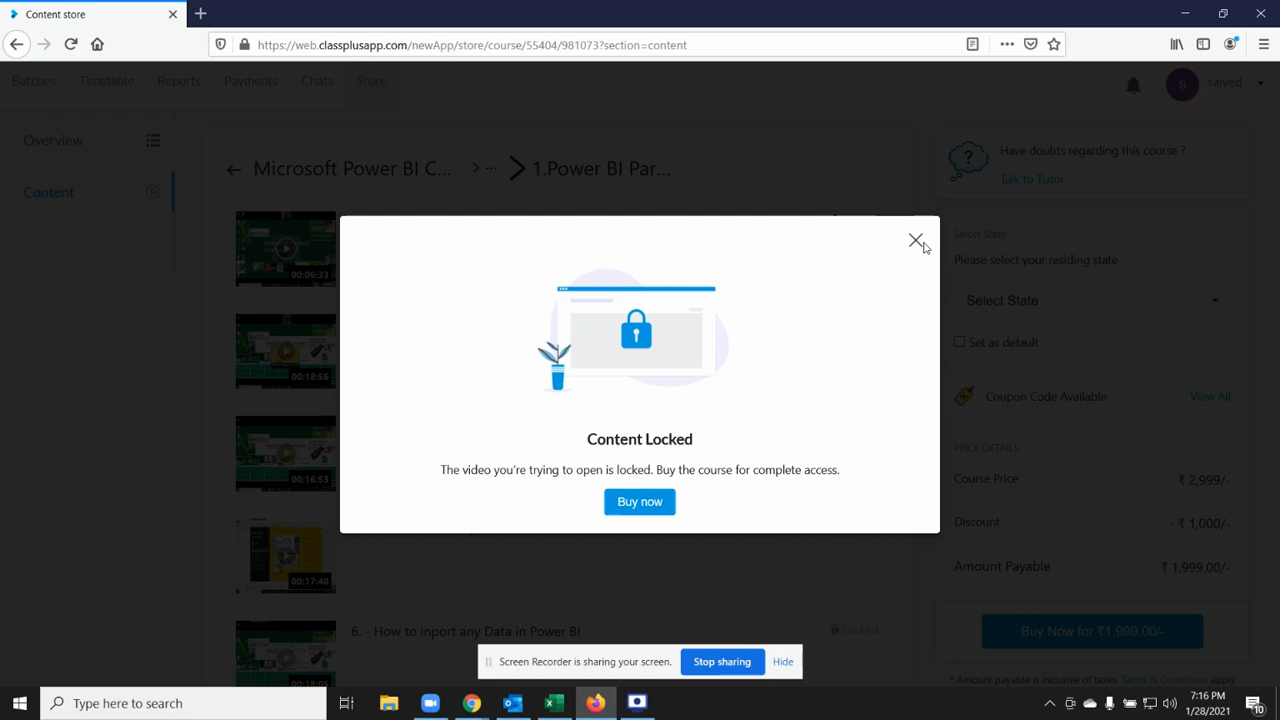 Content store
https://web.classplusapp.com/newApp/store/course/55404/981073?section=content
Batches Timetable Reports Payments Chats Store
saiyed
S
Overview
Content
Microsoft Power BI C... > ... > 1.Power BI Par...
00:06:33
00:18:56
00:16:53
00:17:40
6. - How to inport any Data in Power BI
Locked
Content Locked
The video you're trying to open is locked. Buy the course for complete access.
Buy now
Have doubts regarding this course ?
Talk to Tutor
Select State
Please select your residing state
Select State
Set as default
Coupon Code Available View All
PRICE DETAILS
Course Price ₹ 2,999/-
Discount - ₹ 1,000/-
Amount Payable ₹ 1,999.00/-
Buy Now for ₹1,999.00/-
* Amount payable is inclusive of taxes. Terms & Conditions apply
00:18:05
Screen Recorder is sharing your screen. Stop sharing Hide
Type here to search
7:16 PM
1/28/2021
10